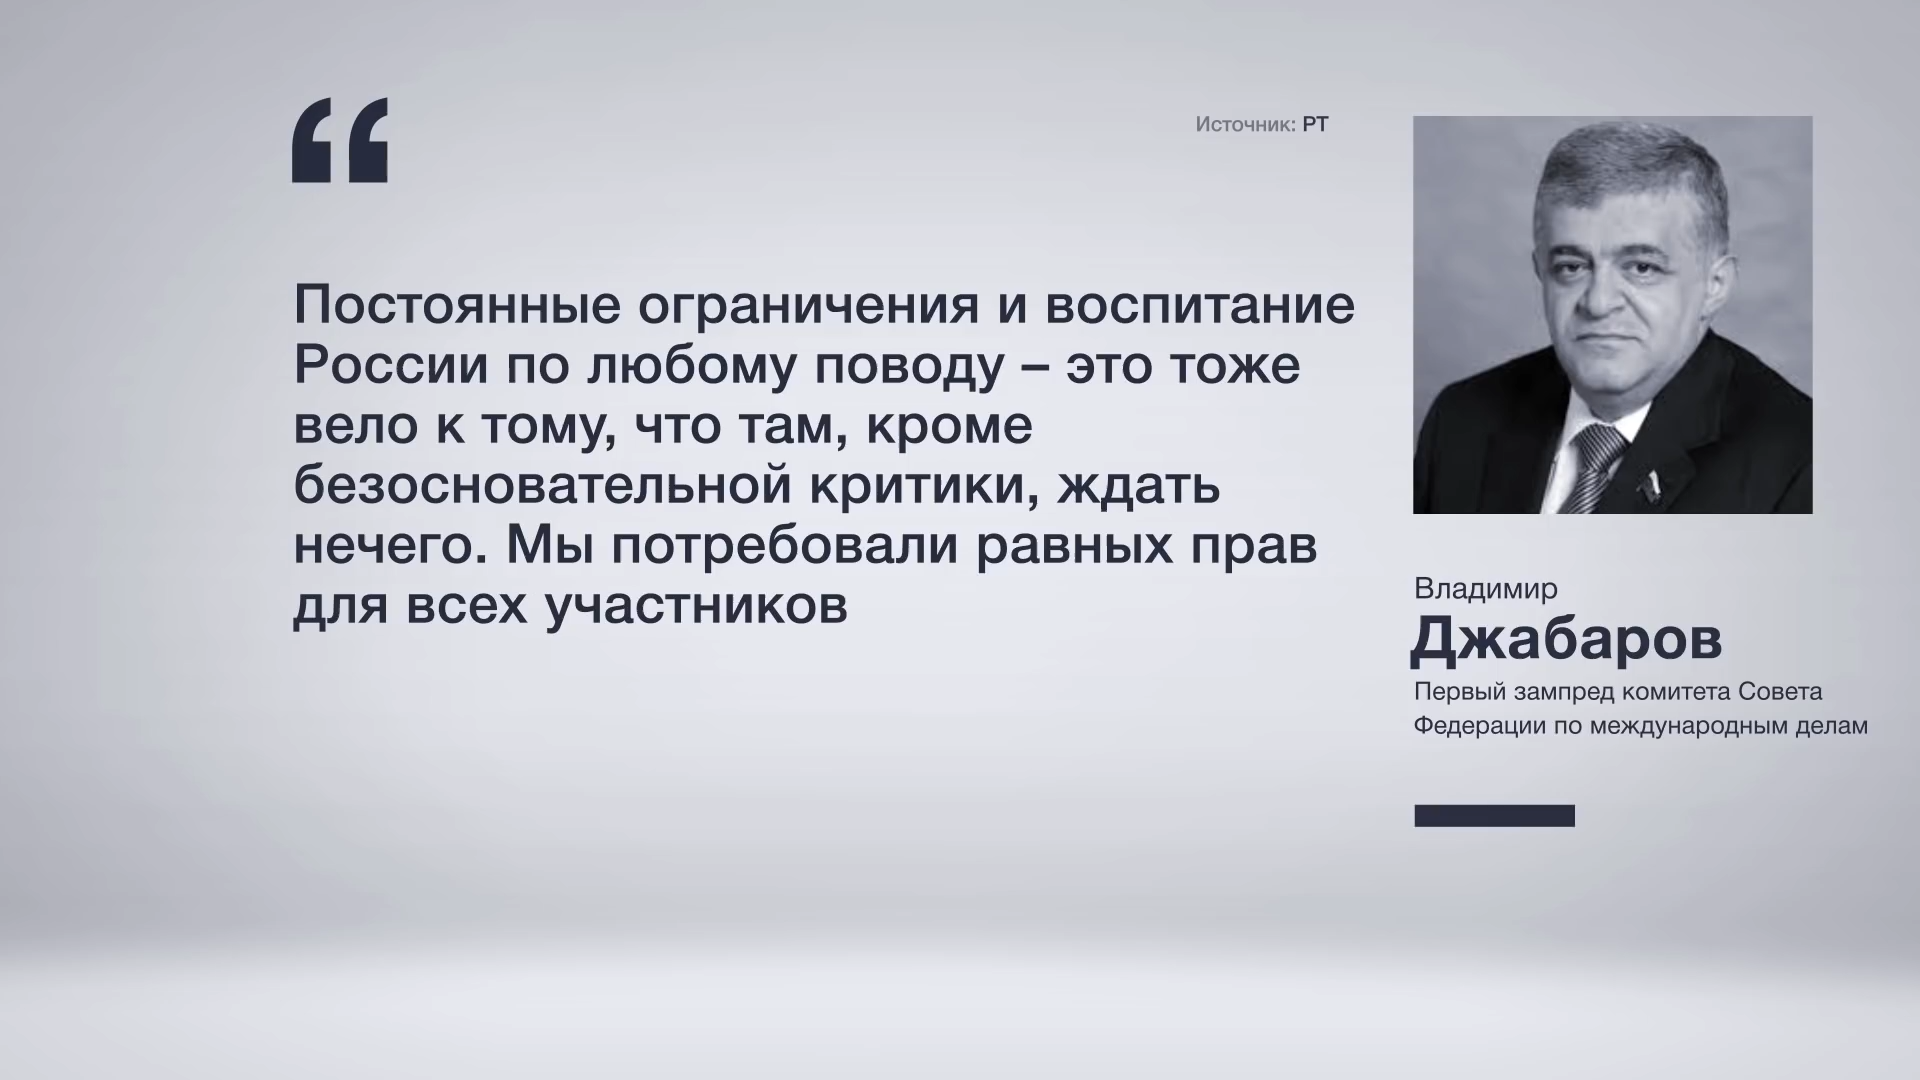 Источник: РТ
Постоянные ограничения и воспитание
России по любому поводу – это тоже
вело к тому, что там, кроме
безосновательной критики, ждать
нечего. Мы потребовали равных прав
для всех участников
Владимир
Джабаров
Первый зампред комитета Совета
Федерации по международным делам